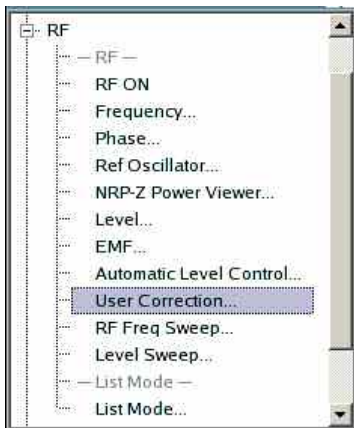 RF
— RF —
RF ON
Frequency...
Phase...
Ref Oscillator...
NRP-Z Power Viewer...
Level...
EMF...
Automatic Level Control...
User Correction...
RF Freq Sweep...
Level Sweep...
— List Mode —
List Mode...